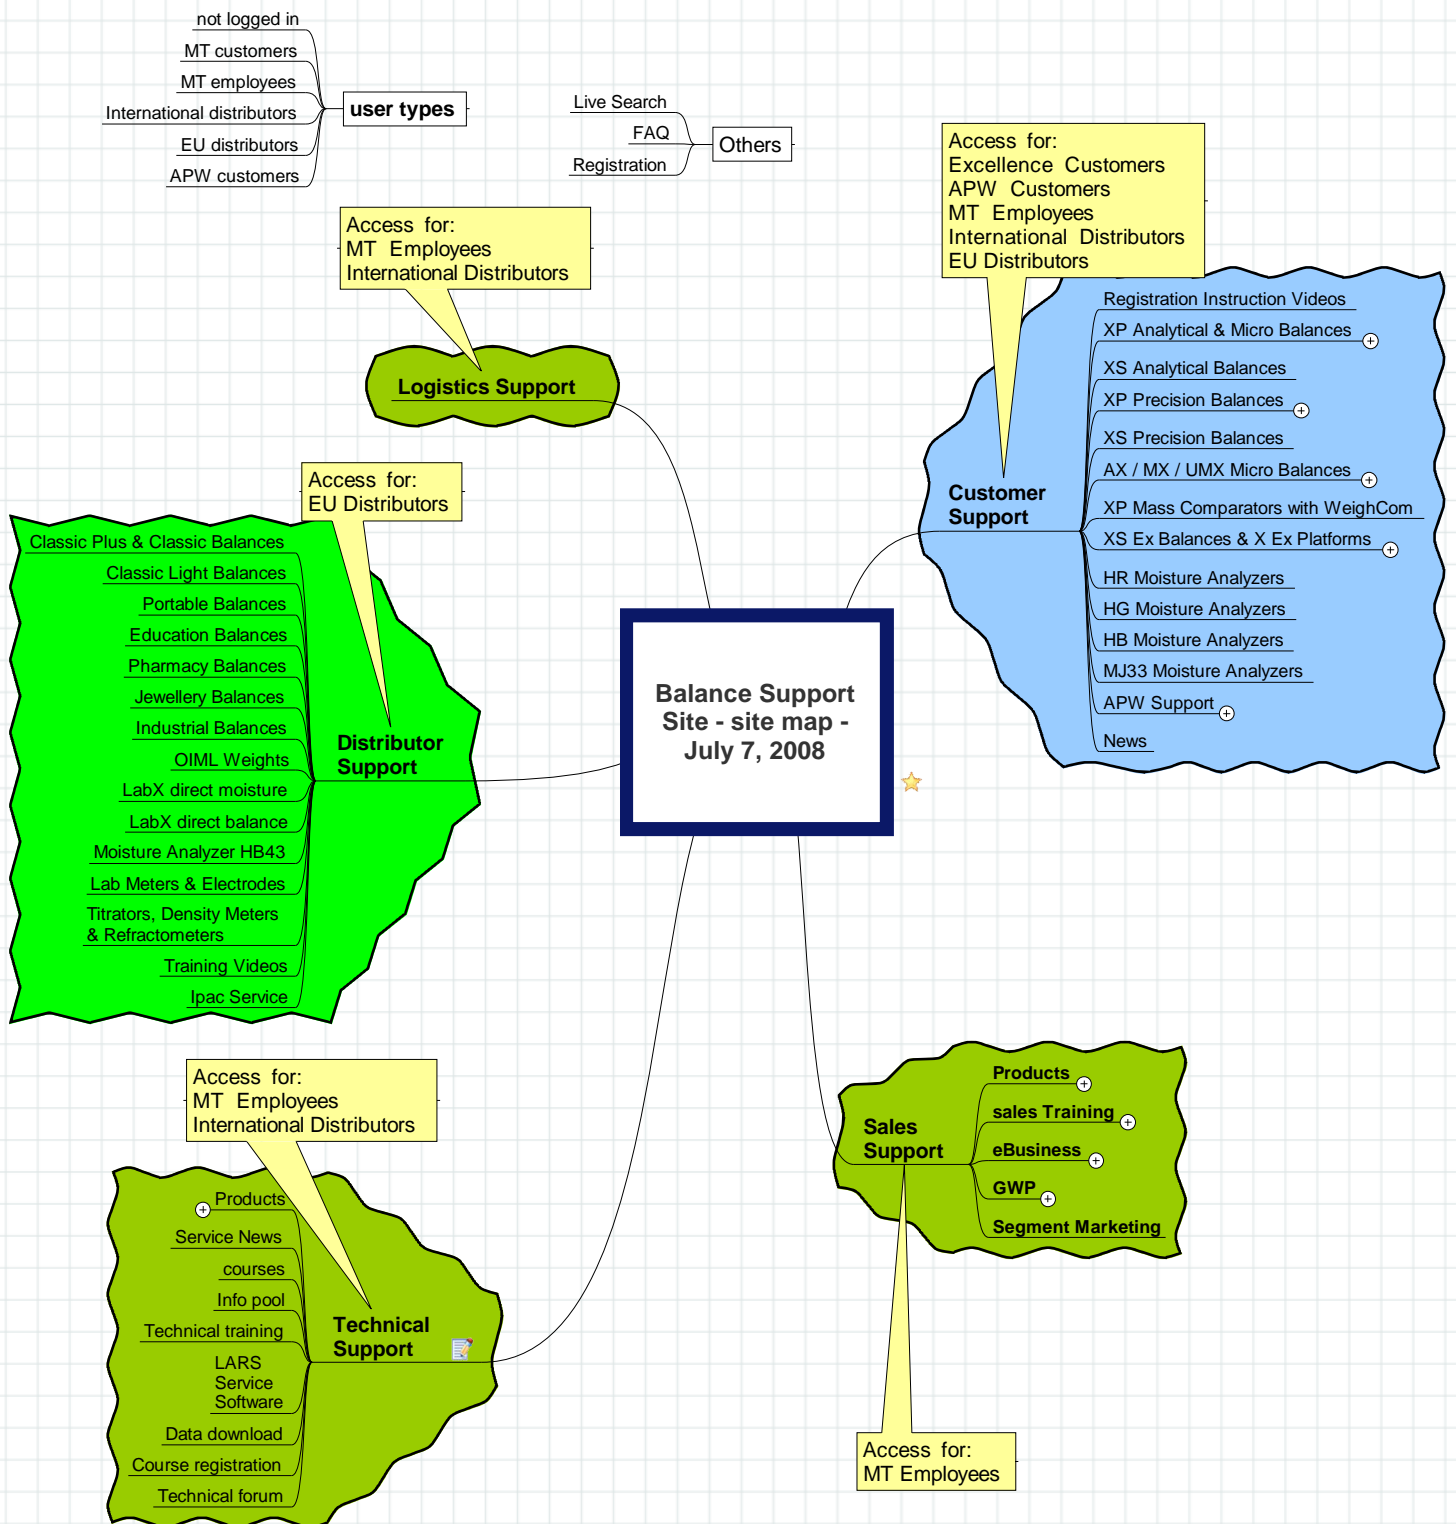 not logged in
MT customers
MT employees
International distributors
EU distributors
APW customers
user types
Live Search
FAQ
Registration
Others
Access for:
MT Employees
International Distributors
Logistics Support
Access for:
Excellence Customers
APW Customers
MT Employees
International Distributors
EU Distributors
Customer
Support
Registration Instruction Videos
XP Analytical & Micro Balances
XS Analytical Balances
XP Precision Balances
XS Precision Balances
AX / MX / UMX Micro Balances
XP Mass Comparators with WeighCom
XS Ex Balances & X Ex Platforms
HR Moisture Analyzers
HG Moisture Analyzers
HB Moisture Analyzers
MJ33 Moisture Analyzers
APW Support
News
Access for:
EU Distributors
Distributor
Support
Classic Plus & Classic Balances
Classic Light Balances
Portable Balances
Education Balances
Pharmacy Balances
Jewellery Balances
Industrial Balances
OIML Weights
LabX direct moisture
LabX direct balance
Moisture Analyzer HB43
Lab Meters & Electrodes
Titrators, Density Meters
& Refractometers
Training Videos
Ipac Service
Balance Support
Site - site map -
July 7, 2008
Access for:
MT Employees
International Distributors
Technical
Support
Products
Service News
courses
Info pool
Technical training
LARS
Service
Software
Data download
Course registration
Technical forum
Sales
Support
Products
sales Training
eBusiness
GWP
Segment Marketing
Access for:
MT Employees